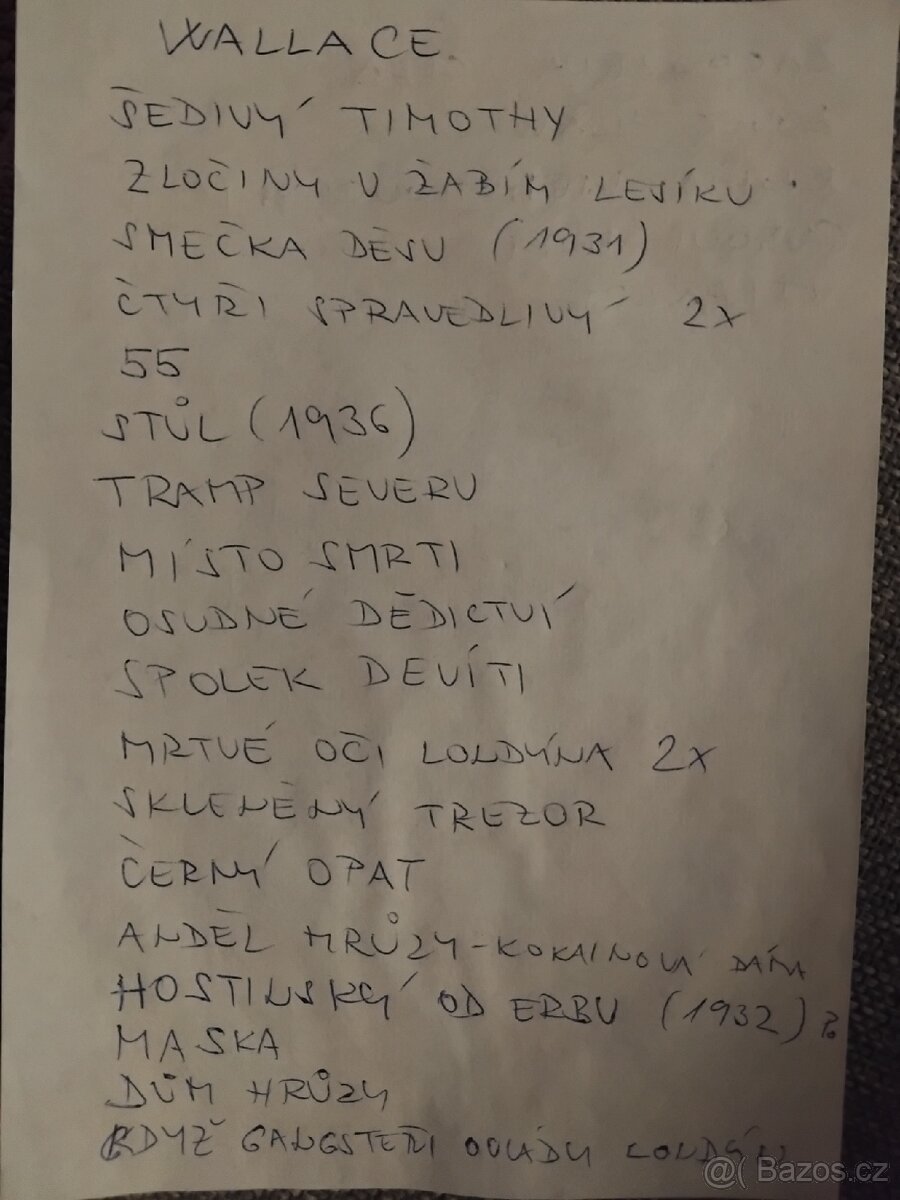 WALLACE.
ŠEDIVÝ TIMOTHY
ZLOČINY V ŽABÍM LESÍKU
SMEČKA DĚSU (1931)
ČTYŘI SPRAVEDLIVÝ 2x
55
STŮL (1936)
TRAMP SEVERU
MÍSTO SMRTI
OSUDNÉ DĚDICTVÍ
SPOLEK DEVÍTI
MRTVÉ OČI LONDÝNA 2x
SKLENĚNÝ TREZOR
ČERNÝ OPAT
ANDĚL HRŮZY - KOKAINOVÁ DÁMA
HOSTINSKÝ OD ERBU (1932)
MASKA
DŮM HRŮZY
KDYŽ GANGSTEŘI OVLÁDU LONDÝN
@( Bazos.cz